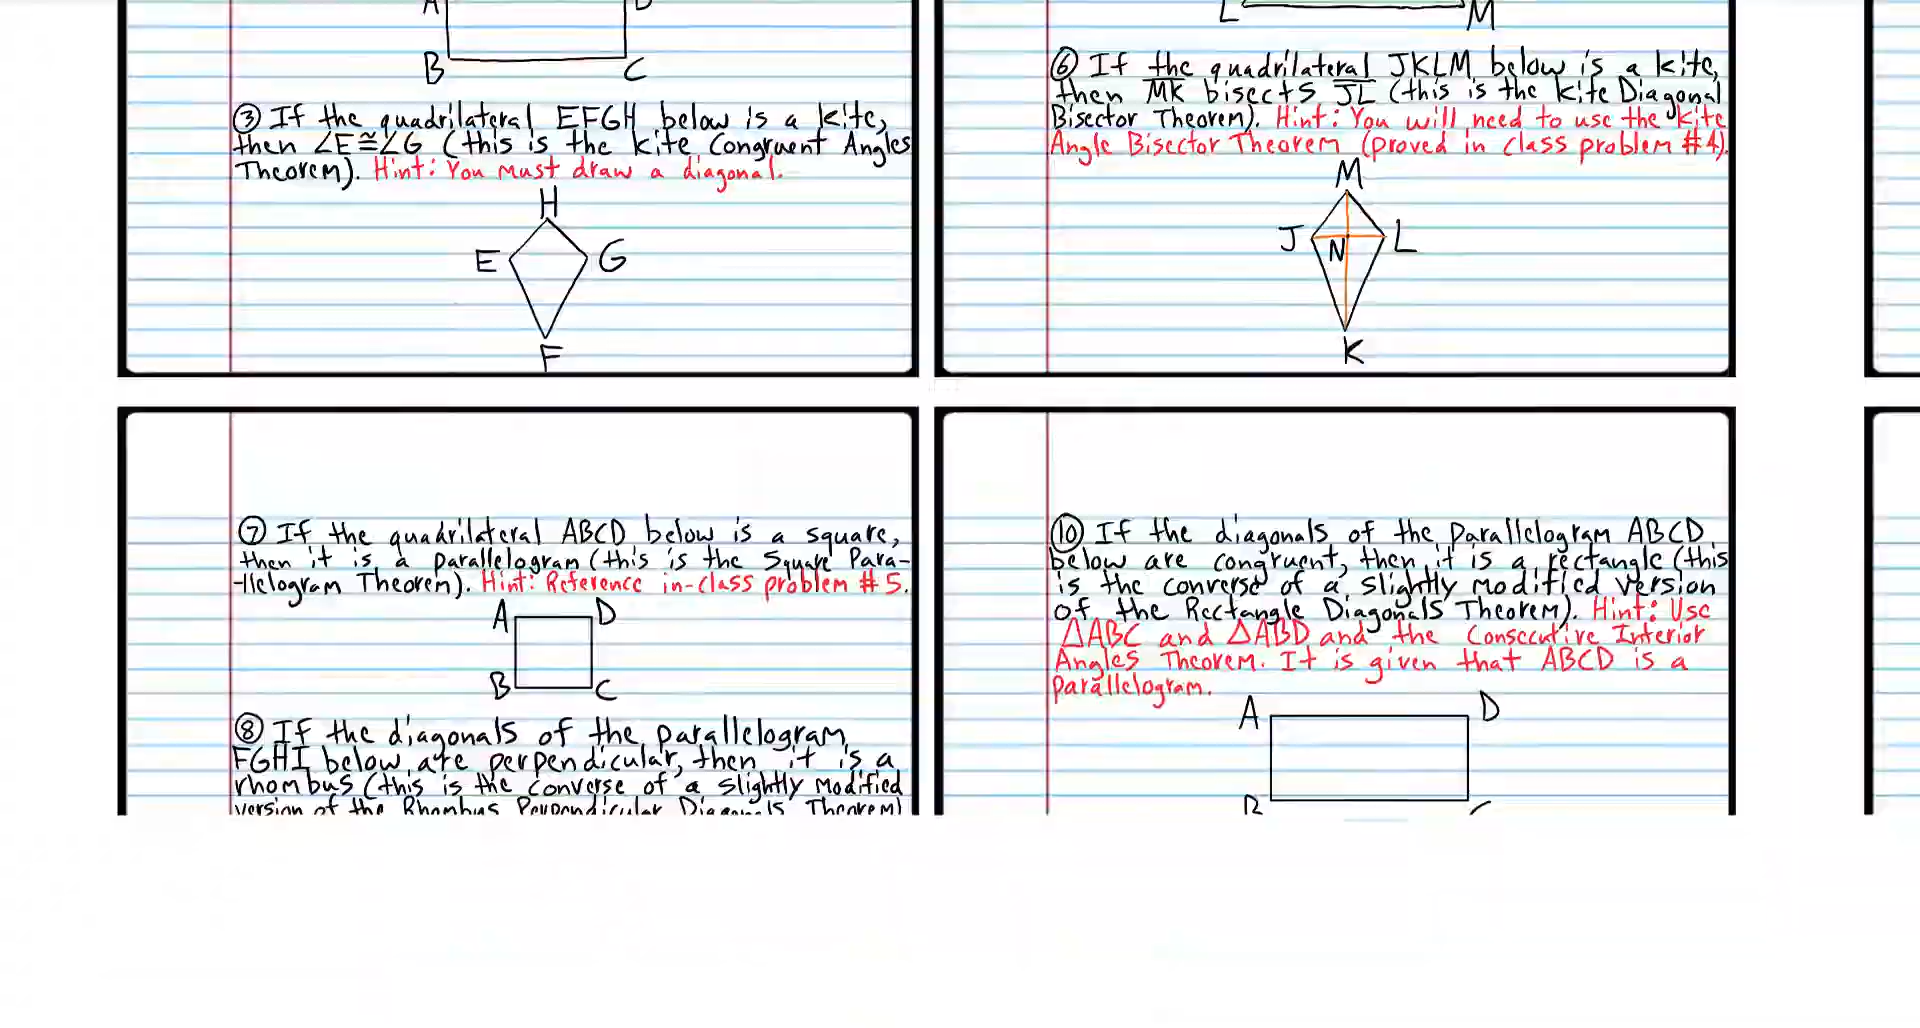 A D
B C
③ If the quadrilateral EFGH below is a kite,
then ∠E≅∠G (this is the kite Congruent Angles
Theorem). Hint: You must draw a diagonal.
H
E G
F
L M
⑥ If the quadrilateral JKLM below is a kite,
then MK bisects JL (this is the kite Diagonal
Bisector Theorem). Hint: You will need to use the kite
Angle Bisector Theorem (proved in class problem #4).
M
J N L
K
⑦ If the quadrilateral ABCD below is a square,
then it is a parallelogram (this is the Square Para-
-llelogram Theorem). Hint: Reference in-class problem #5.
A D
B C
⑧ If the diagonals of the parallelogram
FGHI below are perpendicular, then it is a
rhombus (this is the converse of a slightly modified
version of the Rhombus Perpendicular Diagonals Theorem)
⑩ If the diagonals of the Parallelogram ABCD
below are congruent, then it is a rectangle (this
is the converse of a slightly modified version
of the Rectangle Diagonals Theorem). Hint: Use
△ABC and △ABD and the Consecutive Interior
Angles Theorem. It is given that ABCD is a
parallelogram.
A D
B C